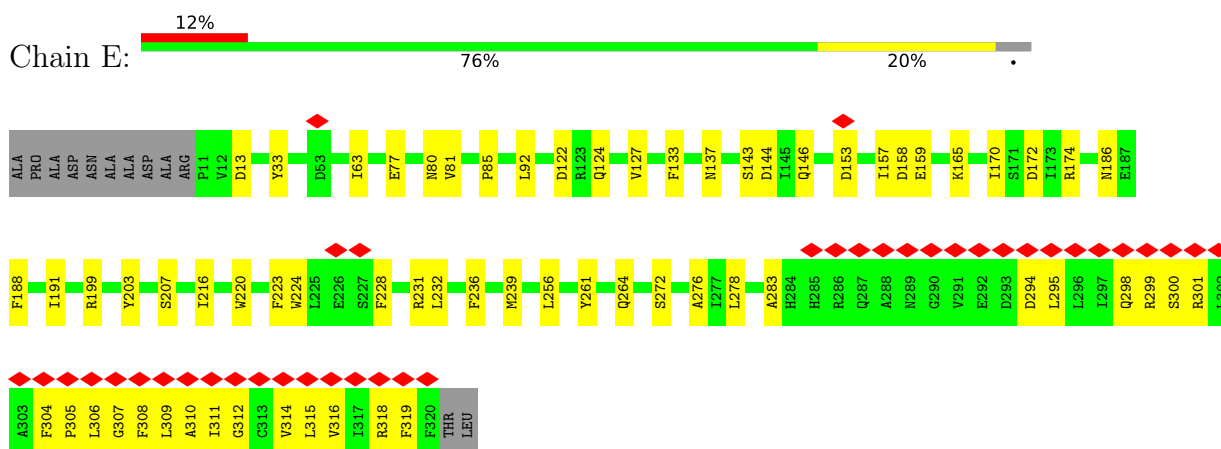 12%
Chain E:
76% 20% •
ALA PRO ALA ASP ASN ALA ALA ASP ALA ARG P11 V12 D13 Y33 D53 I63 E77 N80 V81 P85 L92 D122 R123 Q124 V127 F133 N137 S143 D144 I145 Q146 D153 I157 D158 E159 K165 I170 S171 D172 I173 R174 N186 E187
F188 I191 R199 Y203 S207 I216 W220 F223 W224 L225 E226 S227 F228 R231 L232 F236 M239 L256 Y261 Q264 S272 A276 I277 L278 A283 H284 H285 R286 Q287 A288 N289 G290 V291 E292 D293 D294 L295 L296 I297 Q298 R299 S300 R301
A303 F304 P305 L306 G307 F308 L309 A310 I311 G312 C313 V314 L315 V316 I317 R318 F319 F320 THR LEU